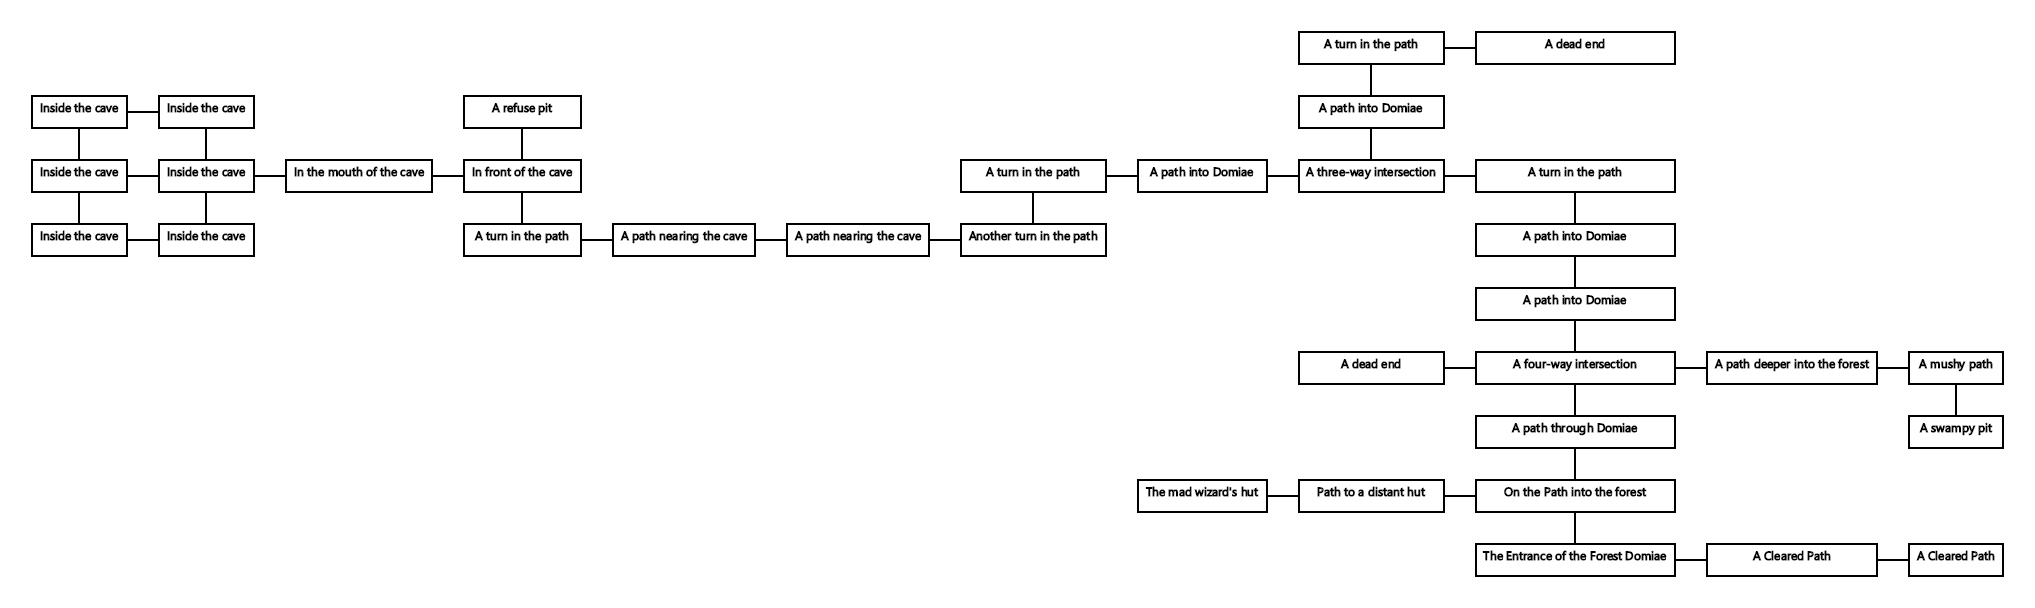 A turn in the path
A dead end
Inside the cave
Inside the cave
A refuse pit
A path into Domiae
Inside the cave
Inside the cave
In the mouth of the cave
In front of the cave
A turn in the path
A path into Domiae
A three-way intersection
A turn in the path
Inside the cave
Inside the cave
A turn in the path
A path nearing the cave
A path nearing the cave
Another turn in the path
A path into Domiae
A path into Domiae
A dead end
A four-way intersection
A path deeper into the forest
A mushy path
A path through Domiae
A swampy pit
The mad wizard's hut
Path to a distant hut
On the Path into the forest
The Entrance of the Forest Domiae
A Cleared Path
A Cleared Path